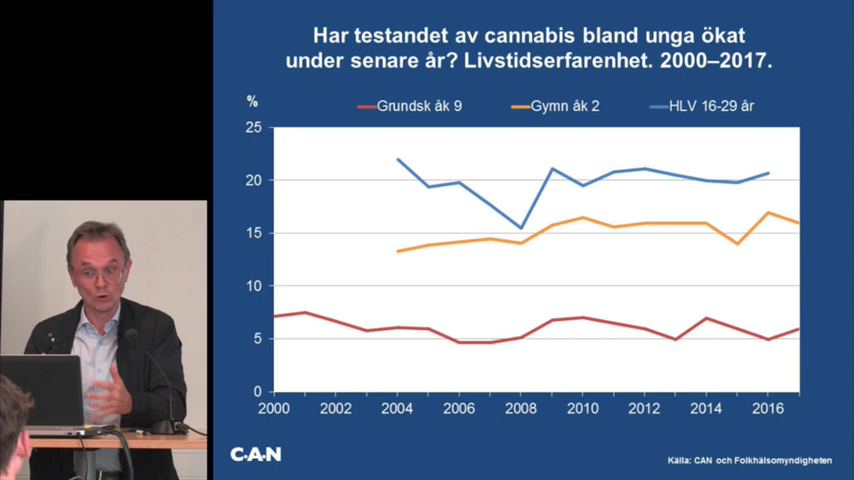 Har testandet av cannabis bland unga ökat
under senare år? Livstidserfarenhet. 2000–2017.
%
Grundsk åk 9 Gymn åk 2 HLV 16-29 år
25
20
15
10
5
0
2000 2002 2004 2006 2008 2010 2012 2014 2016
C·A·N
Källa: CAN och Folkhälsomyndigheten